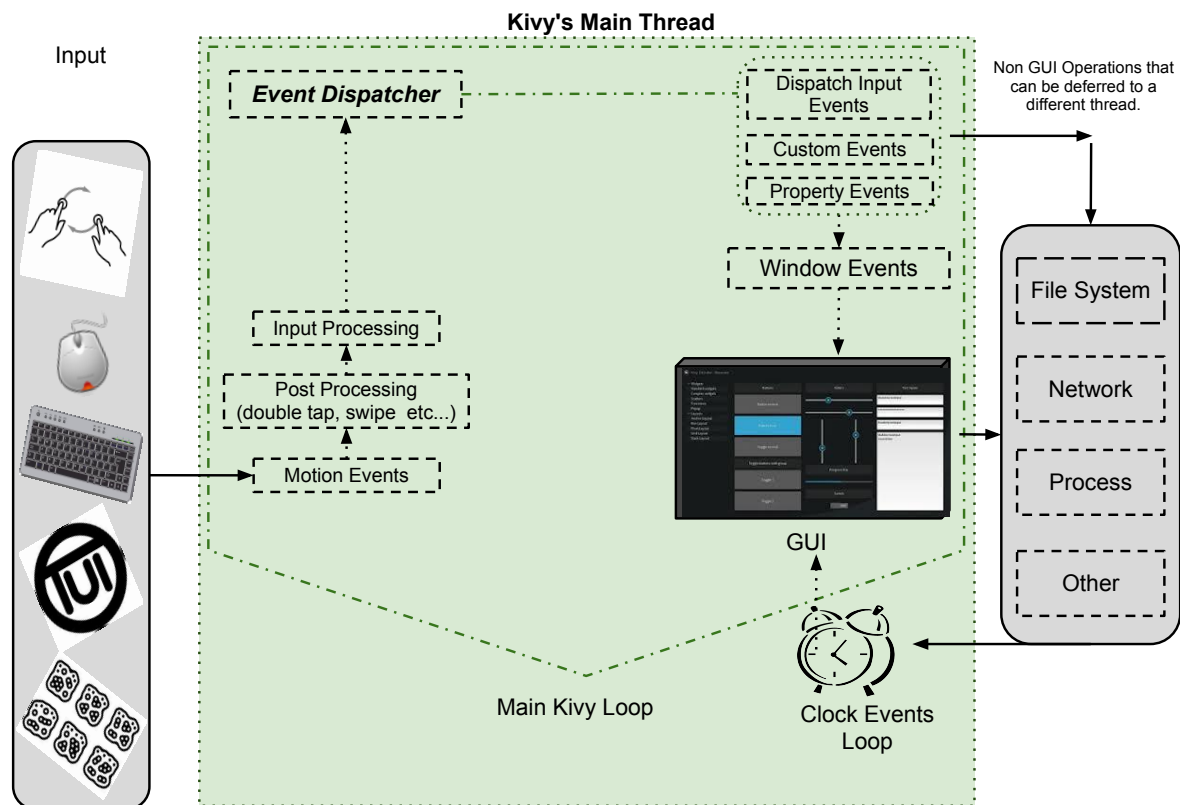 Kivy's Main Thread
Input
Event Dispatcher
Dispatch Input
Events
Custom Events
Property Events
Non GUI Operations that
can be deferred to a
different thread.
Window Events
File System
Input Processing
Post Processing
(double tap, swipe etc...)
Motion Events
Network
Process
Other
TUI
GUI
Main Kivy Loop
Clock Events
Loop